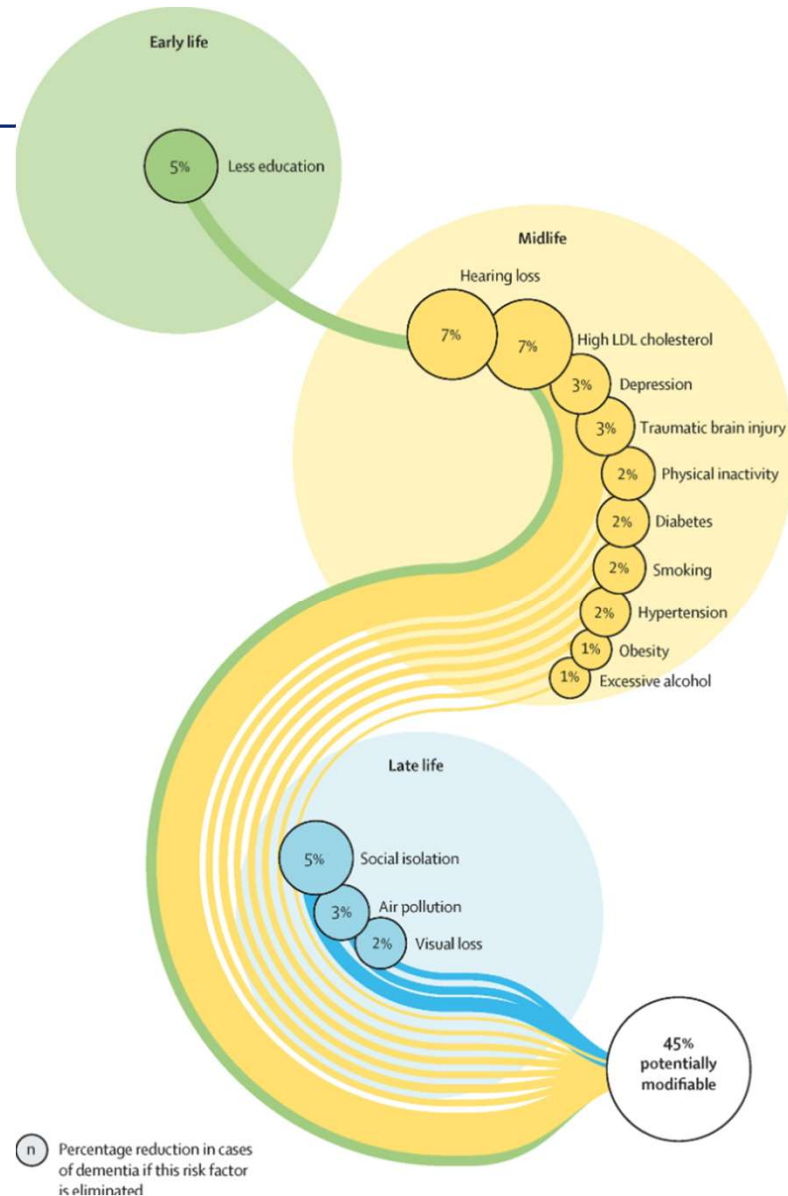 Early life
5%
Less education
Midlife
Hearing loss
7%
7%
High LDL cholesterol
3%
Depression
3%
Traumatic brain injury
2%
Physical inactivity
2%
Diabetes
2%
Smoking
2%
Hypertension
1%
Obesity
1%
Excessive alcohol
Late life
5%
Social isolation
3%
Air pollution
2%
Visual loss
45%
potentially
modifiable
n
Percentage reduction in cases
of dementia if this risk factor
is eliminated